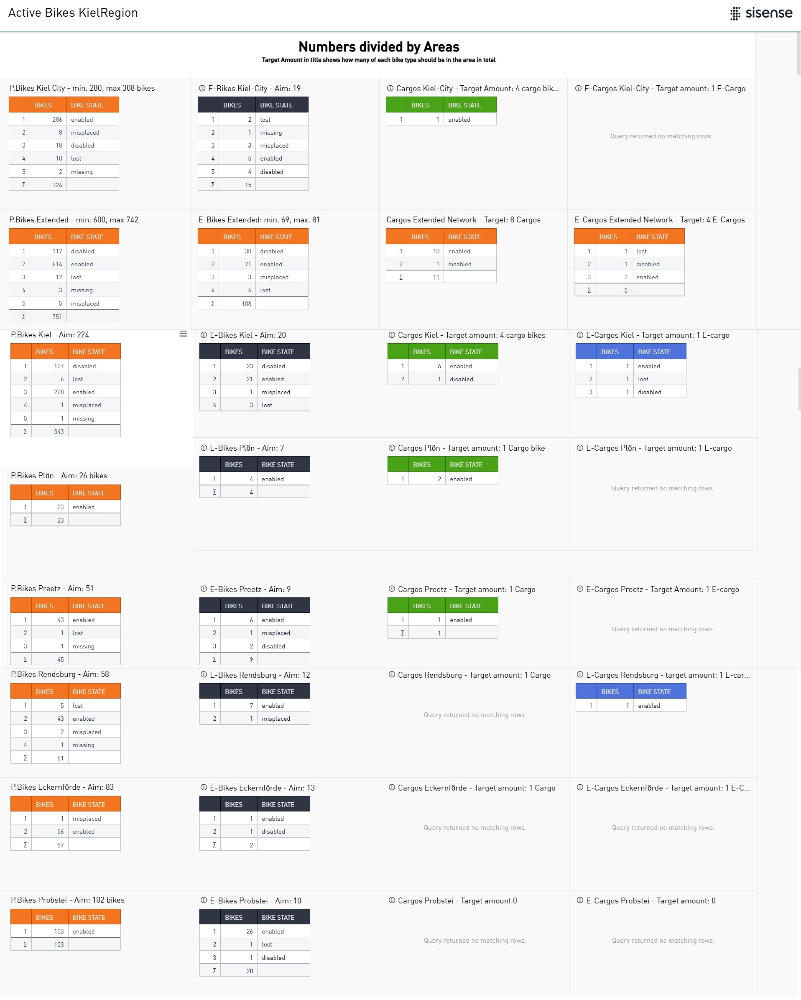 Active Bikes KielRegion
sisense
Numbers divided by Areas
Target Amount in title shows how many of each bike type should be in the area in total
P.Bikes Kiel City - min. 280, max 308 bikes
BIKES BIKE STATE
1 286 enabled
2 8 misplaced
3 18 disabled
4 10 lost
5 2 missing
Σ 324
E-Bikes Kiel-City - Aim: 19
BIKES BIKE STATE
1 2 lost
2 1 missing
3 3 misplaced
4 5 enabled
5 4 disabled
Σ 15
Cargos Kiel-City - Target Amount: 4 cargo bik...
BIKES BIKE STATE
1 1 enabled
E-Cargos Kiel-City - Target amount: 1 E-Cargo
Query returned no matching rows.
P.Bikes Extended - min. 600, max 742
BIKES BIKE STATE
1 117 disabled
2 614 enabled
3 12 lost
4 3 missing
5 5 misplaced
Σ 751
E-Bikes Extended: min. 69, max. 81
BIKES BIKE STATE
1 30 disabled
2 71 enabled
3 3 misplaced
4 4 lost
Σ 108
Cargos Extended Network - Target: 8 Cargos
BIKES BIKE STATE
1 10 enabled
2 1 disabled
Σ 11
E-Cargos Extended Network - Target: 4 E-Cargos
BIKES BIKE STATE
1 1 lost
2 1 disabled
3 3 enabled
Σ 5
P.Bikes Kiel - Aim: 224
BIKES BIKE STATE
1 107 disabled
2 6 lost
3 228 enabled
4 1 misplaced
5 1 missing
Σ 343
E-Bikes Kiel - Aim: 20
BIKES BIKE STATE
1 23 disabled
2 21 enabled
3 1 misplaced
4 3 lost
Cargos Kiel - Target amount: 4 cargo bikes
BIKES BIKE STATE
1 6 enabled
2 1 disabled
E-Cargos Kiel - Target amount: 1 E-cargo
BIKES BIKE STATE
1 1 enabled
2 1 lost
3 1 disabled
P.Bikes Plön - Aim: 26 bikes
BIKES BIKE STATE
1 23 enabled
Σ 23
E-Bikes Plön - Aim: 7
BIKES BIKE STATE
1 4 enabled
Σ 4
Cargos Plön - Target amount: 1 Cargo bike
BIKES BIKE STATE
1 2 enabled
E-Cargos Plön - Target amount: 1 E-cargo
Query returned no matching rows.
P.Bikes Preetz - Aim: 51
BIKES BIKE STATE
1 43 enabled
2 1 lost
3 1 missing
Σ 45
E-Bikes Preetz - Aim: 9
BIKES BIKE STATE
1 6 enabled
2 1 misplaced
3 2 disabled
Σ 9
Cargos Preetz - Target amount: 1 Cargo
BIKES BIKE STATE
1 1 enabled
Σ 1
E-Cargos Preetz - Target Amount: 1 E-cargo
Query returned no matching rows.
P.Bikes Rendsburg - Aim: 58
BIKES BIKE STATE
1 5 lost
2 43 enabled
3 2 misplaced
4 1 missing
Σ 51
E-Bikes Rendsburg - Aim: 12
BIKES BIKE STATE
1 7 enabled
2 1 misplaced
Cargos Rendsburg - Target amount: 1 Cargo
Query returned no matching rows.
E-Cargos Rendsburg - target amount: 1 E-car...
BIKES BIKE STATE
1 1 enabled
P.Bikes Eckernförde - Aim: 83
BIKES BIKE STATE
1 1 misplaced
2 56 enabled
Σ 57
E-Bikes Eckernförde - Aim: 13
BIKES BIKE STATE
1 1 enabled
2 1 disabled
Σ 2
Cargos Eckernförde - Target amount: 1 Cargo
Query returned no matching rows.
E-Cargos Eckernförde - Target amount: 1 E-C...
Query returned no matching rows.
P.Bikes Probstei - Aim: 102 bikes
BIKES BIKE STATE
1 103 enabled
Σ 103
E-Bikes Probstei - Aim: 10
BIKES BIKE STATE
1 26 enabled
2 1 lost
3 1 disabled
Σ 28
Cargos Probstei - Target amount 0
Query returned no matching rows.
E-Cargos Probstei - Target amount: 0
Query returned no matching rows.